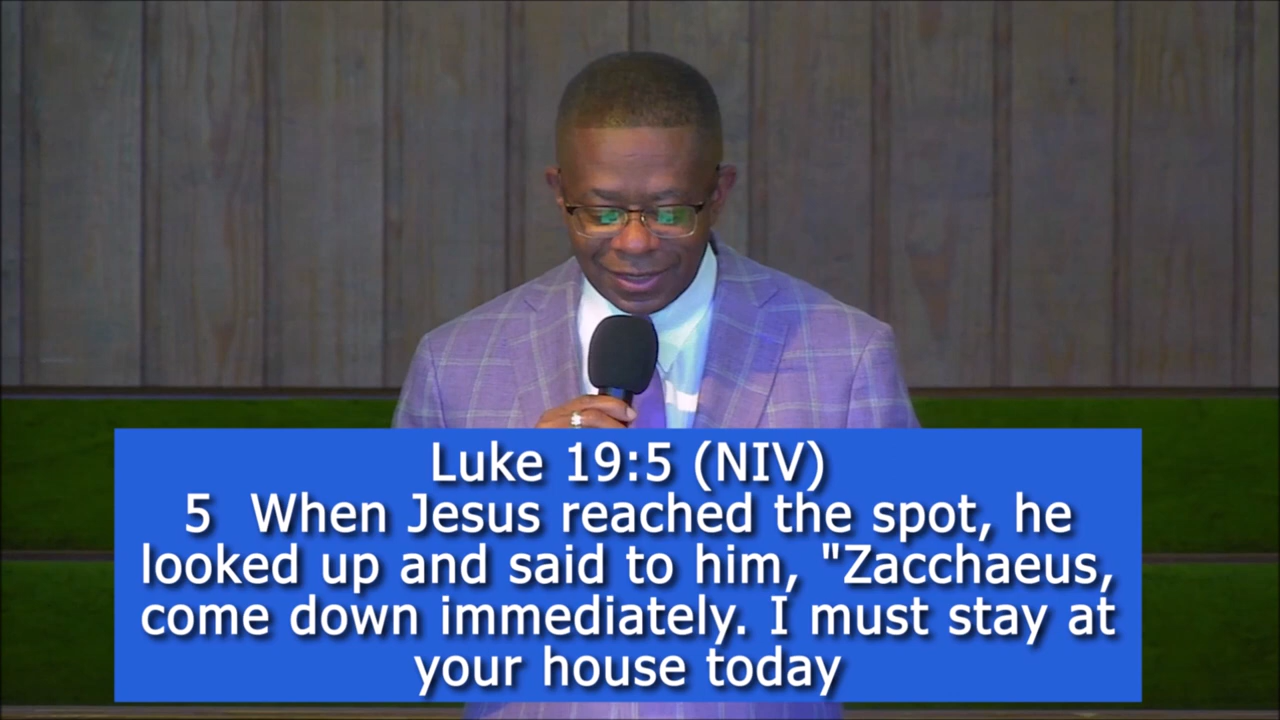 Luke 19:5 (NIV)
5  When Jesus reached the spot, he
looked up and said to him, "Zacchaeus,
come down immediately. I must stay at
your house today